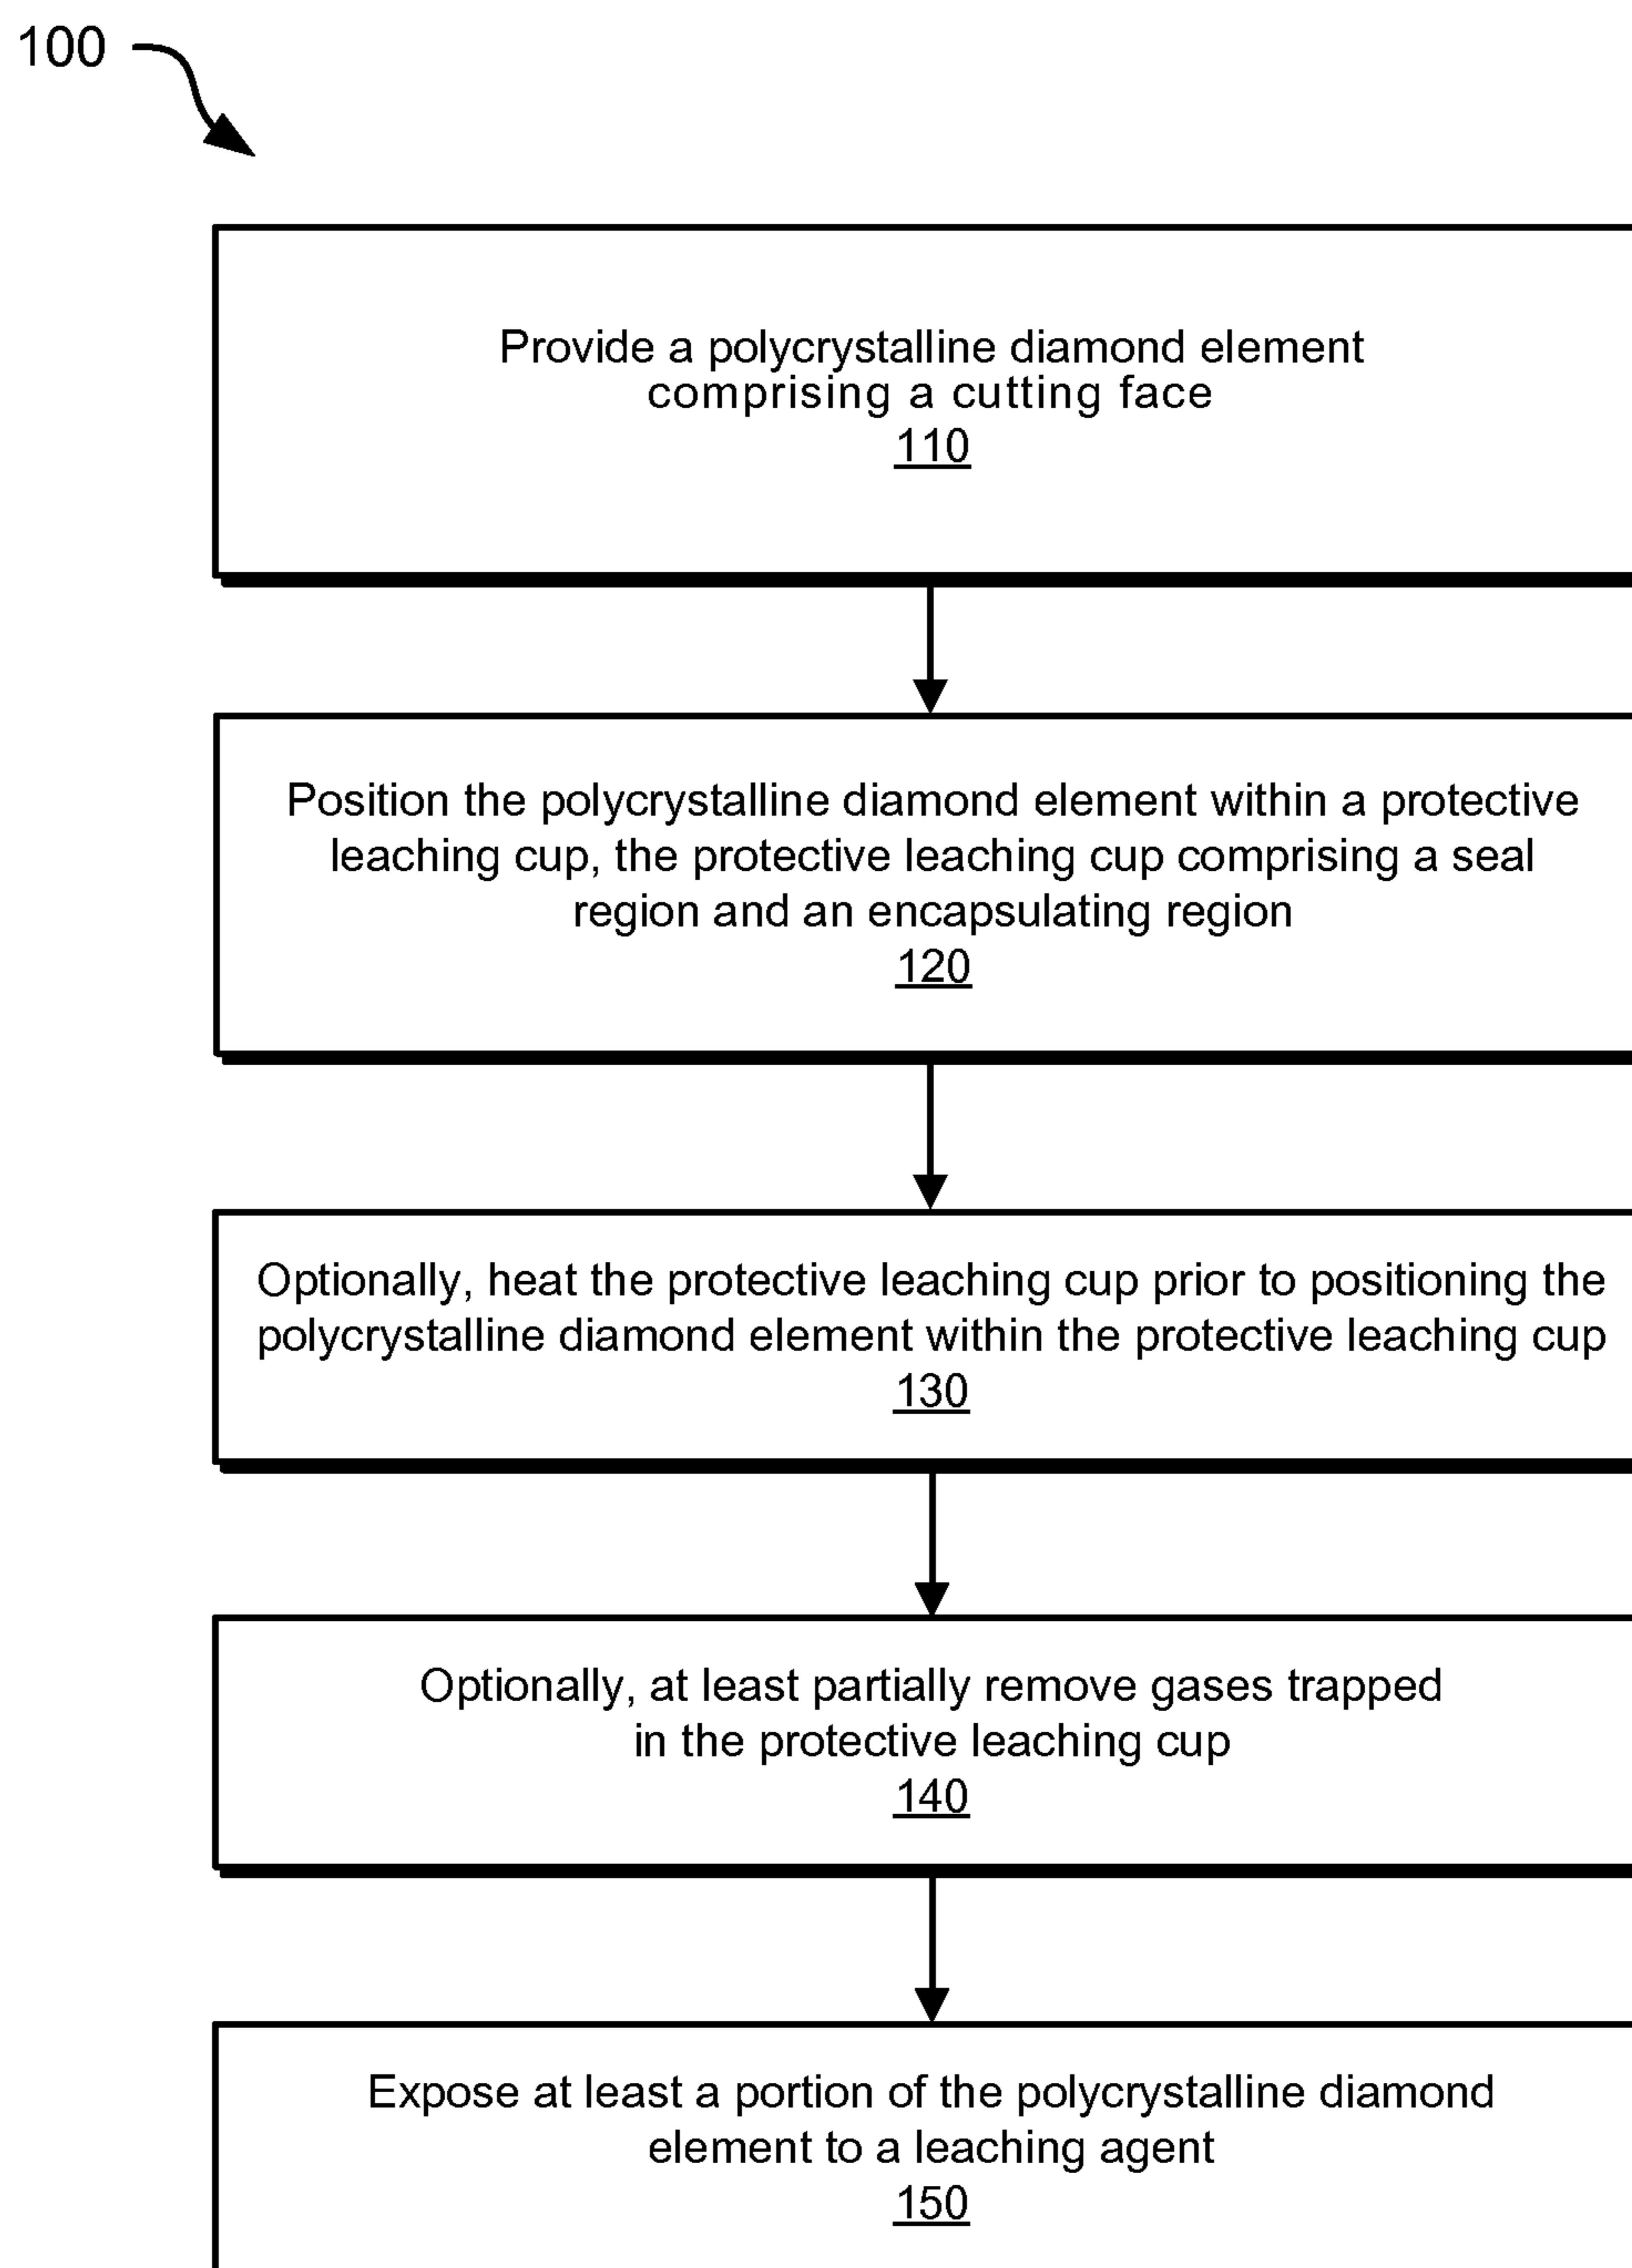 100
Provide a polycrystalline diamond element
comprising a cutting face
110
Position the polycrystalline diamond element within a protective
leaching cup, the protective leaching cup comprising a seal
region and an encapsulating region
120
Optionally, heat the protective leaching cup prior to positioning the
polycrystalline diamond element within the protective leaching cup
130
Optionally, at least partially remove gases trapped
in the protective leaching cup
140
Expose at least a portion of the polycrystalline diamond
element to a leaching agent
150